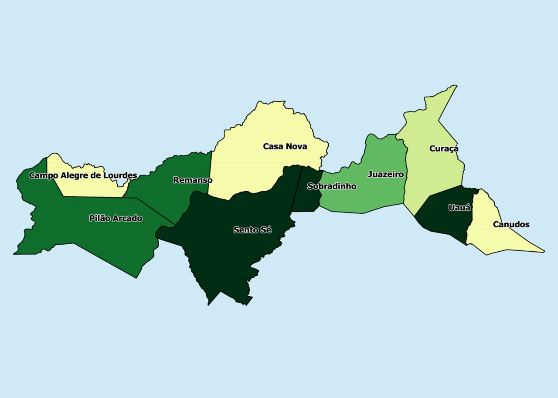 Casa Nova
Curaçá
Campo Alegre de Lourdes
Remanso
Juazeiro
Sobradinho
Uauá
Pilão Arcado
Canudos
Sento Sé